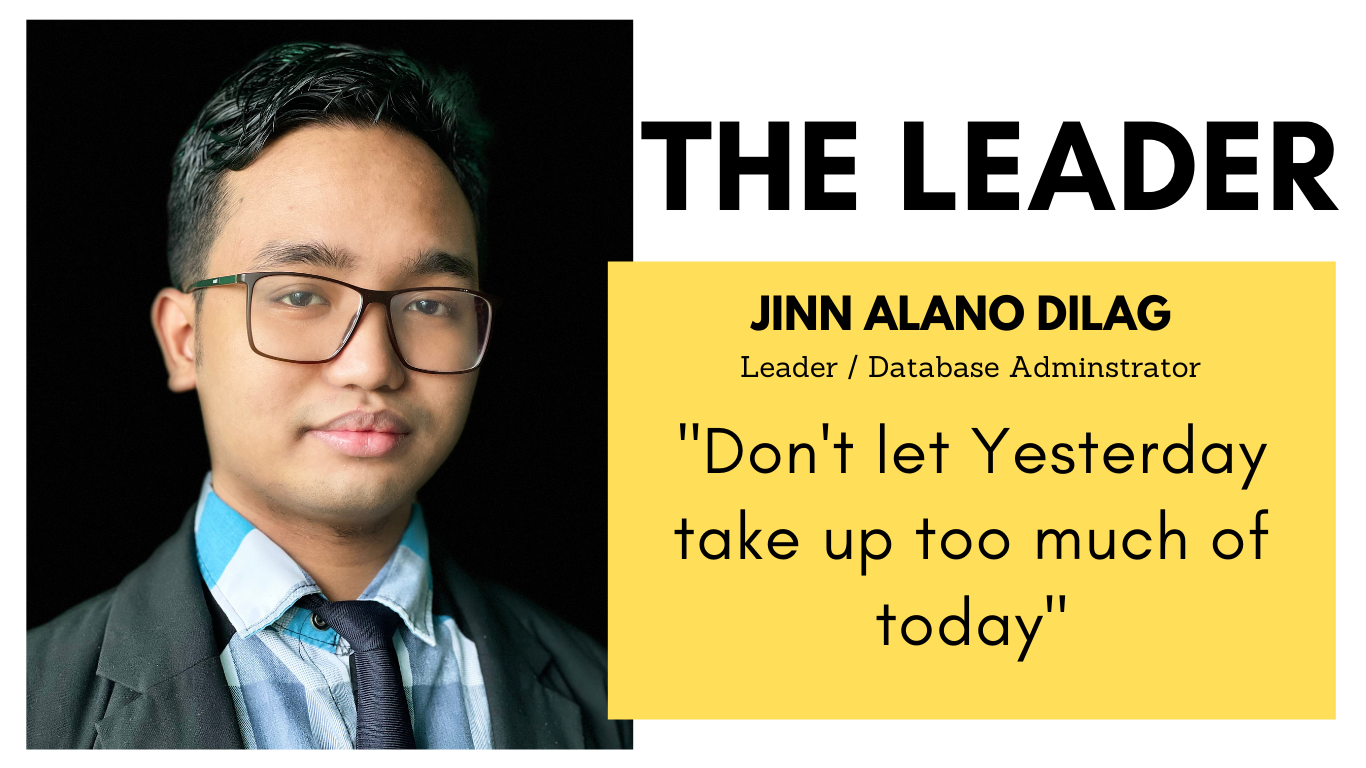 THE LEADER
JINN ALANO DILAG
Leader / Database Adminstrator
"Don't let Yesterday
take up too much of
today"